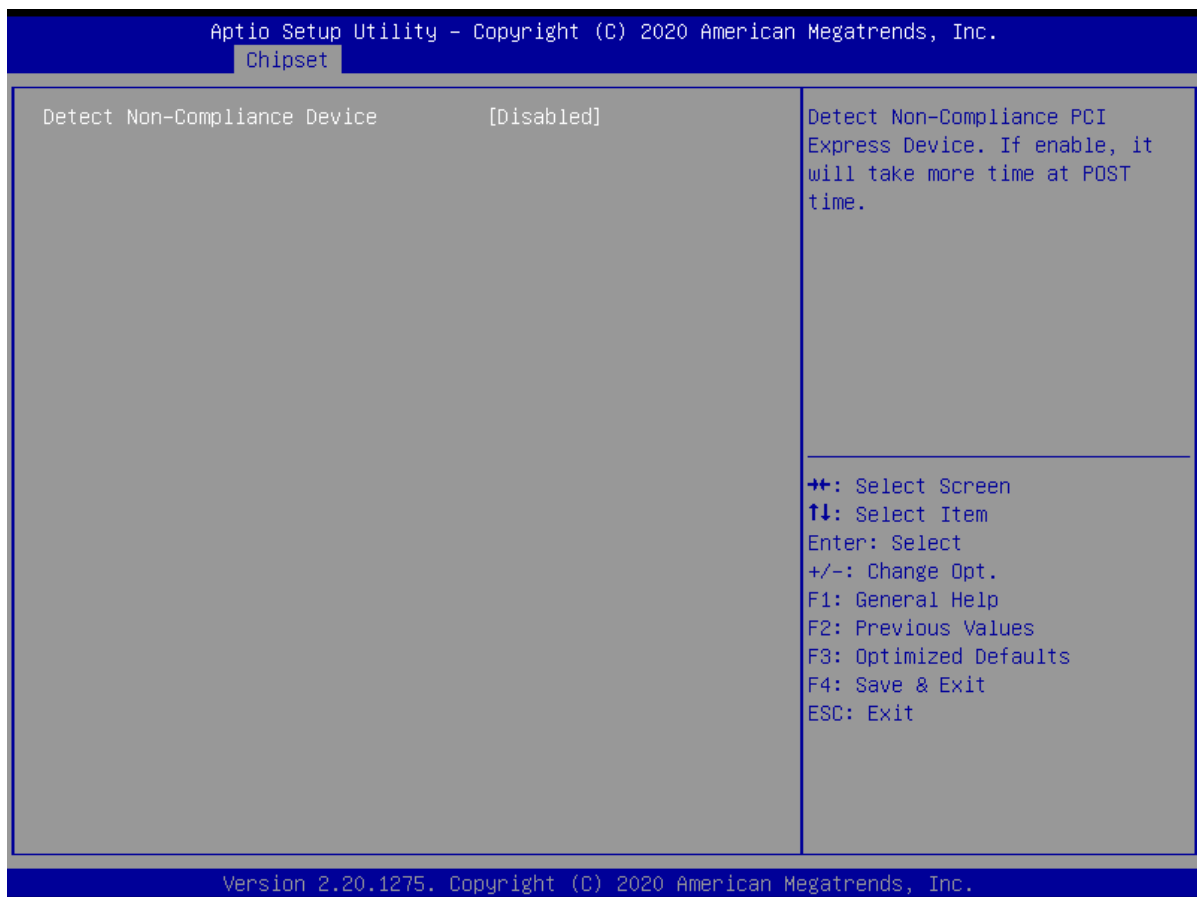 Aptio Setup Utility – Copyright (C) 2020 American Megatrends, Inc.
Chipset
Detect Non-Compliance Device [Disabled]
Detect Non-Compliance PCI
Express Device. If enable, it
will take more time at POST
time.
→←: Select Screen
↑↓: Select Item
Enter: Select
+/-: Change Opt.
F1: General Help
F2: Previous Values
F3: Optimized Defaults
F4: Save & Exit
ESC: Exit
Version 2.20.1275. Copyright (C) 2020 American Megatrends, Inc.